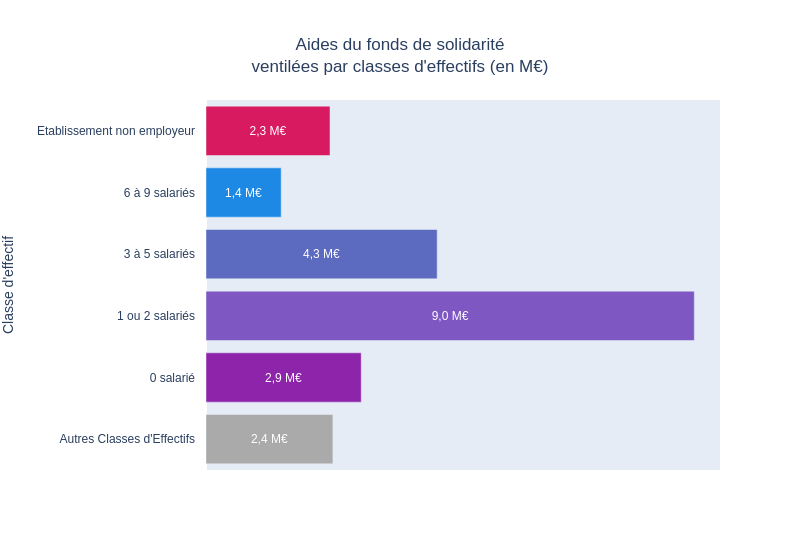 Aides du fonds de solidarité
ventilées par classes d'effectifs (en M€)
Classe d'effectif
Etablissement non employeur
2,3 M€
6 à 9 salariés
1,4 M€
3 à 5 salariés
4,3 M€
1 ou 2 salariés
9,0 M€
0 salarié
2,9 M€
Autres Classes d'Effectifs
2,4 M€